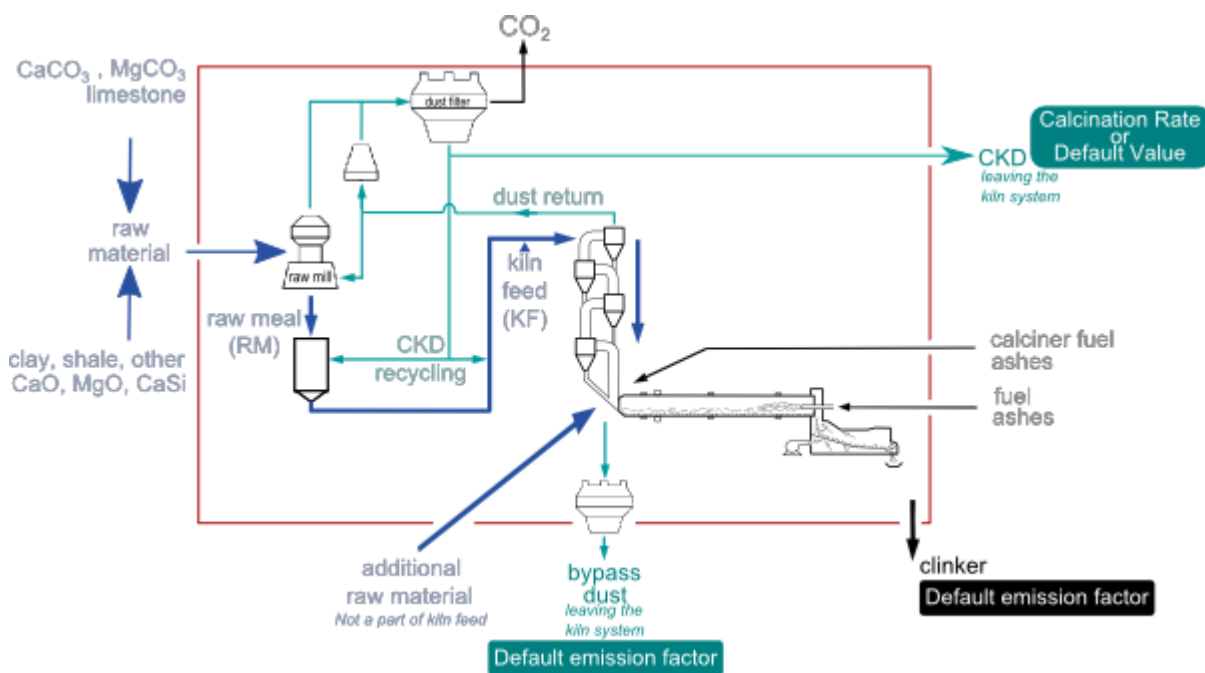 CO₂
CaCO₃ , MgCO₃
limestone
dust filter
Calcination Rate
or
Default Value
CKD
leaving the
kiln system
dust return
raw
material
raw mill
kiln
feed
(KF)
raw meal
(RM)
CKD
recycling
clay, shale, other
CaO, MgO, CaSi
calciner fuel
ashes
fuel
ashes
additional
raw material
Not a part of kiln feed
bypass
dust
leaving the
kiln system
Default emission factor
clinker
Default emission factor